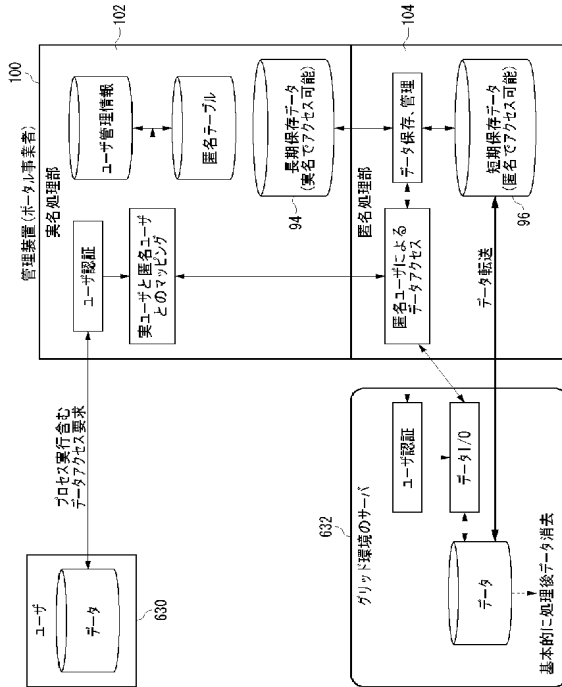 100
管理装置(ポータル事業者)
実名処理部
102
ユーザ認証
ユーザ管理情報
実ユーザと匿名ユーザ
とのマッピング
匿名テーブル
長期保存データ
(実名でアクセス可能)
94
匿名処理部
104
匿名ユーザによる
データアクセス
データ保存、管理
短期保存データ
(匿名でアクセス可能)
96
データ転送
プロセス実行含む
データアクセス要求
ユーザ
データ
630
632
グリッド環境のサーバ
ユーザ認証
データI/O
データ
基本的に処理後データ消去